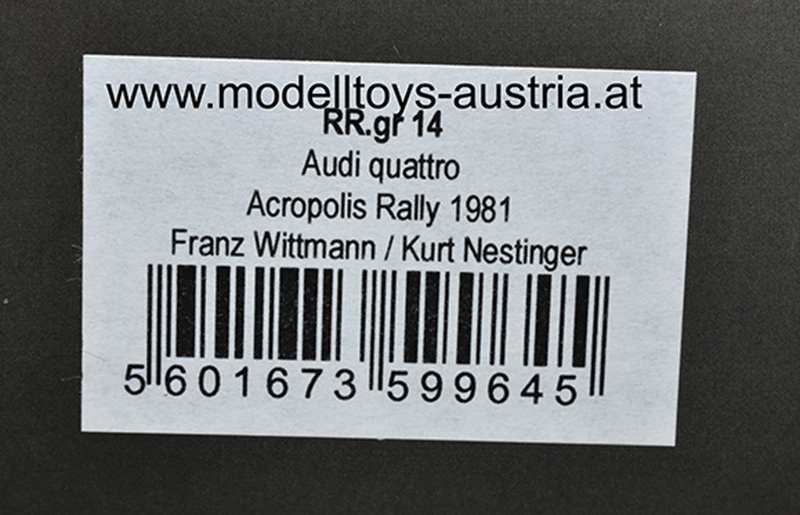 www.modelltoys-austria.at
RR.gr 14
Audi quattro
Acropolis Rally 1981
Franz Wittmann / Kurt Nestinger
5 601673 599645